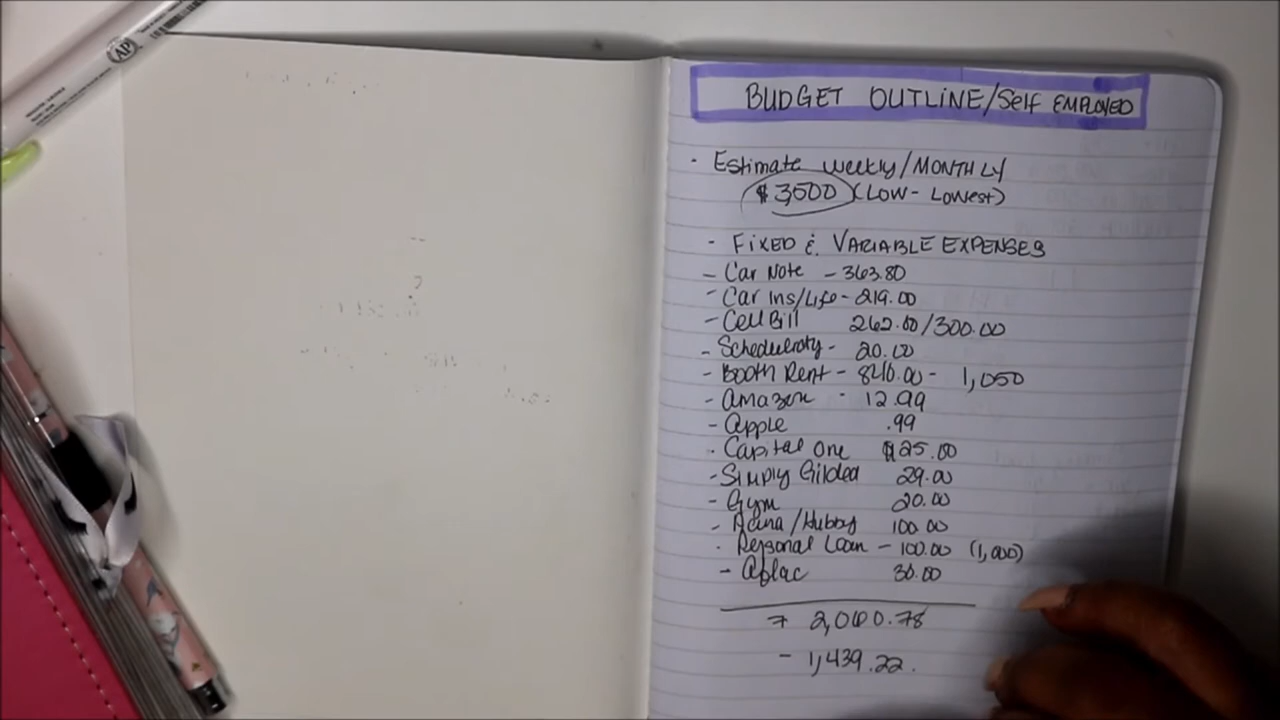 AP
BUDGET OUTLINE/Self EMPLOYED
· Estimate weekly/MONTHLY
$3,500 (LOW - LOWEST)
- FIXED & VARIABLE EXPENSES
- Car Note - 363.80
- Car Ins/Life - 219.00
- Cell Bill 262.00/300.00
- Schedulicity - 20.00
- Booth Rent - 840.00 - 1,050
- Amazon - 12.99
- Apple .99
· Capital One $25.00
- Simply Gilded 29.00
- Gym 20.00
- /Hubby 100.00
· Personal Loan - 100.00 (1,000)
- Aflac 30.00
2,060.78
- 1,439.22.